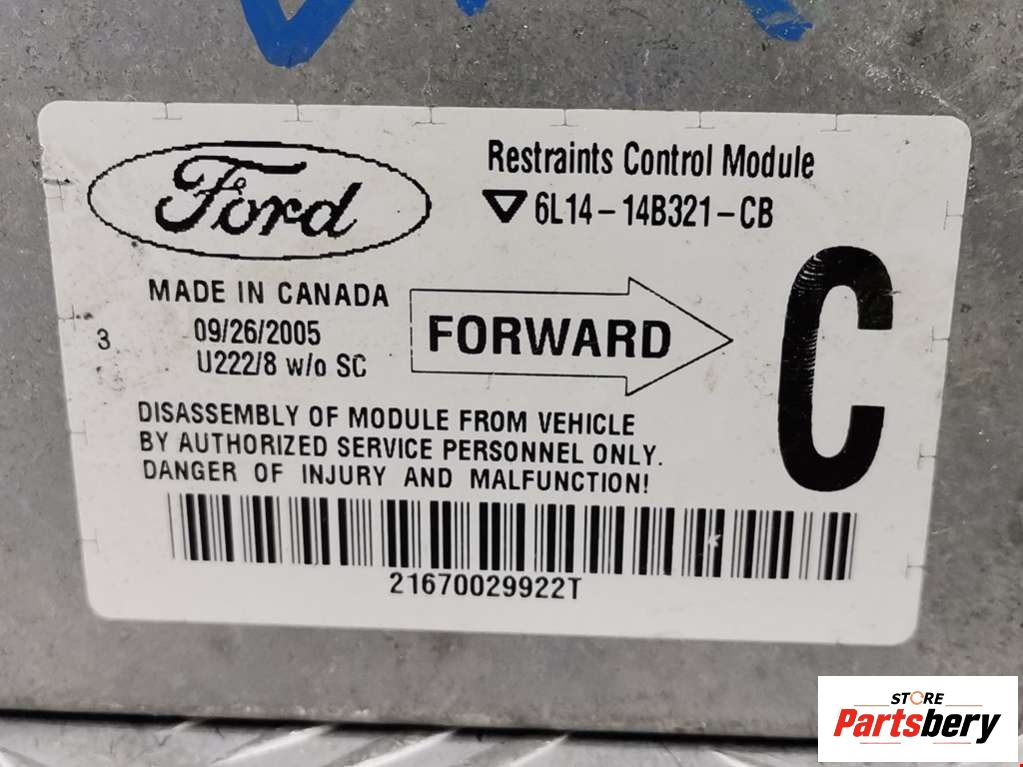 Ford
Restraints Control Module
6L14-14B321-CB
MADE IN CANADA
3
09/26/2005
U222/8 w/o SC
FORWARD
C
DISASSEMBLY OF MODULE FROM VEHICLE
BY AUTHORIZED SERVICE PERSONNEL ONLY.
DANGER OF INJURY AND MALFUNCTION!
21670029922T
STORE
Partsbery